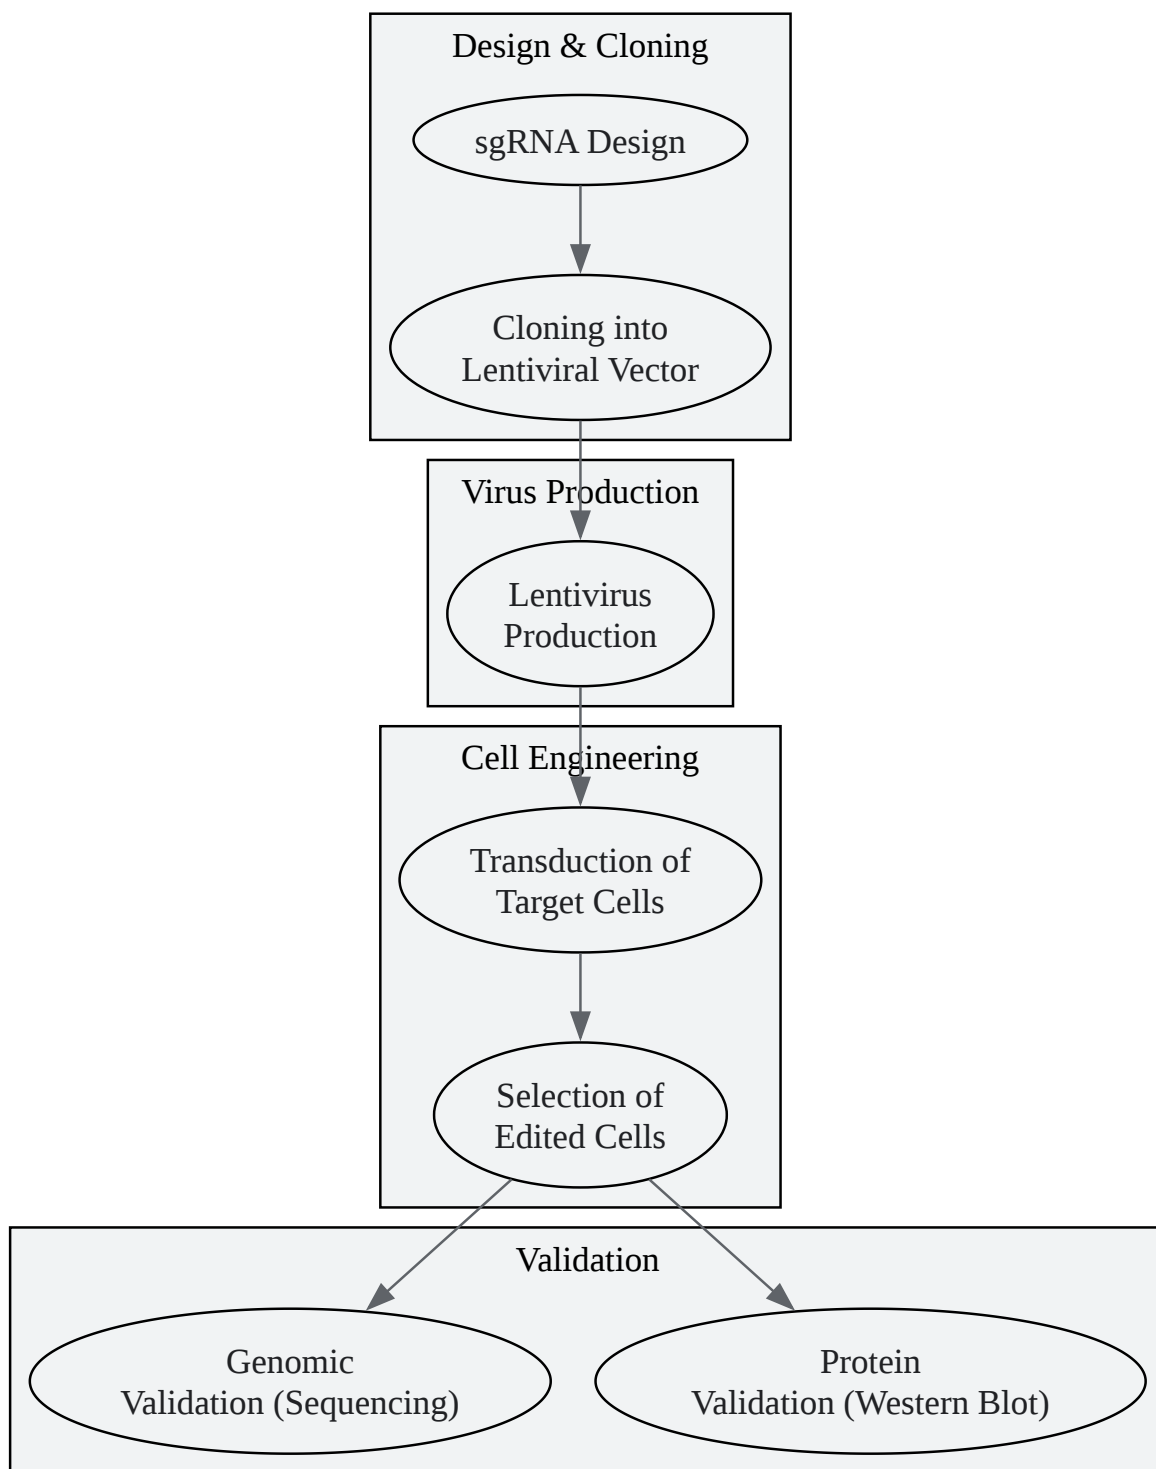 Design & Cloning
sgRNA Design
Cloning into
Lentiviral Vector
Virus Production
Lentivirus
Production
Cell Engineering
Transduction of
Target Cells
Selection of
Edited Cells
Validation
Genomic
Validation (Sequencing)
Protein
Validation (Western Blot)